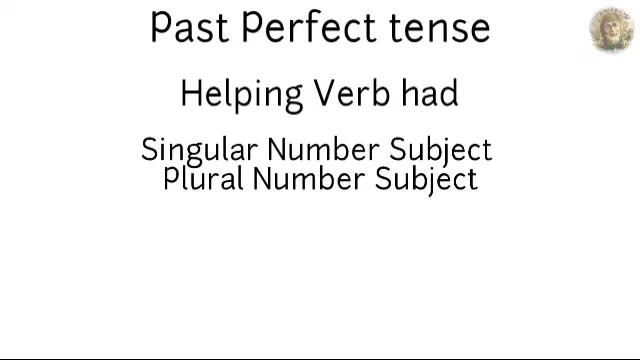 Past Perfect tense
Helping Verb had
Singular Number Subject
Plural Number Subject